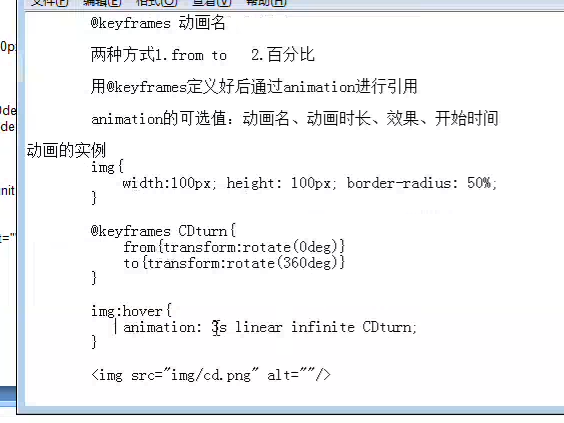 文件(F) 编辑(E) 格式(O) 查看(V) 帮助(H)
@keyframes 动画名
两种方式1.from to 2.百分比
用@keyframes定义好后通过animation进行引用
animation的可选值：动画名、动画时长、效果、开始时间
动画的实例
img{
width:100px; height: 100px; border-radius: 50%;
}
@keyframes CDturn{
from{transform:rotate(0deg)}
to{transform:rotate(360deg)}
}
img:hover{
animation: 3s linear infinite CDturn;
}
<img src="img/cd.png" alt=""/>